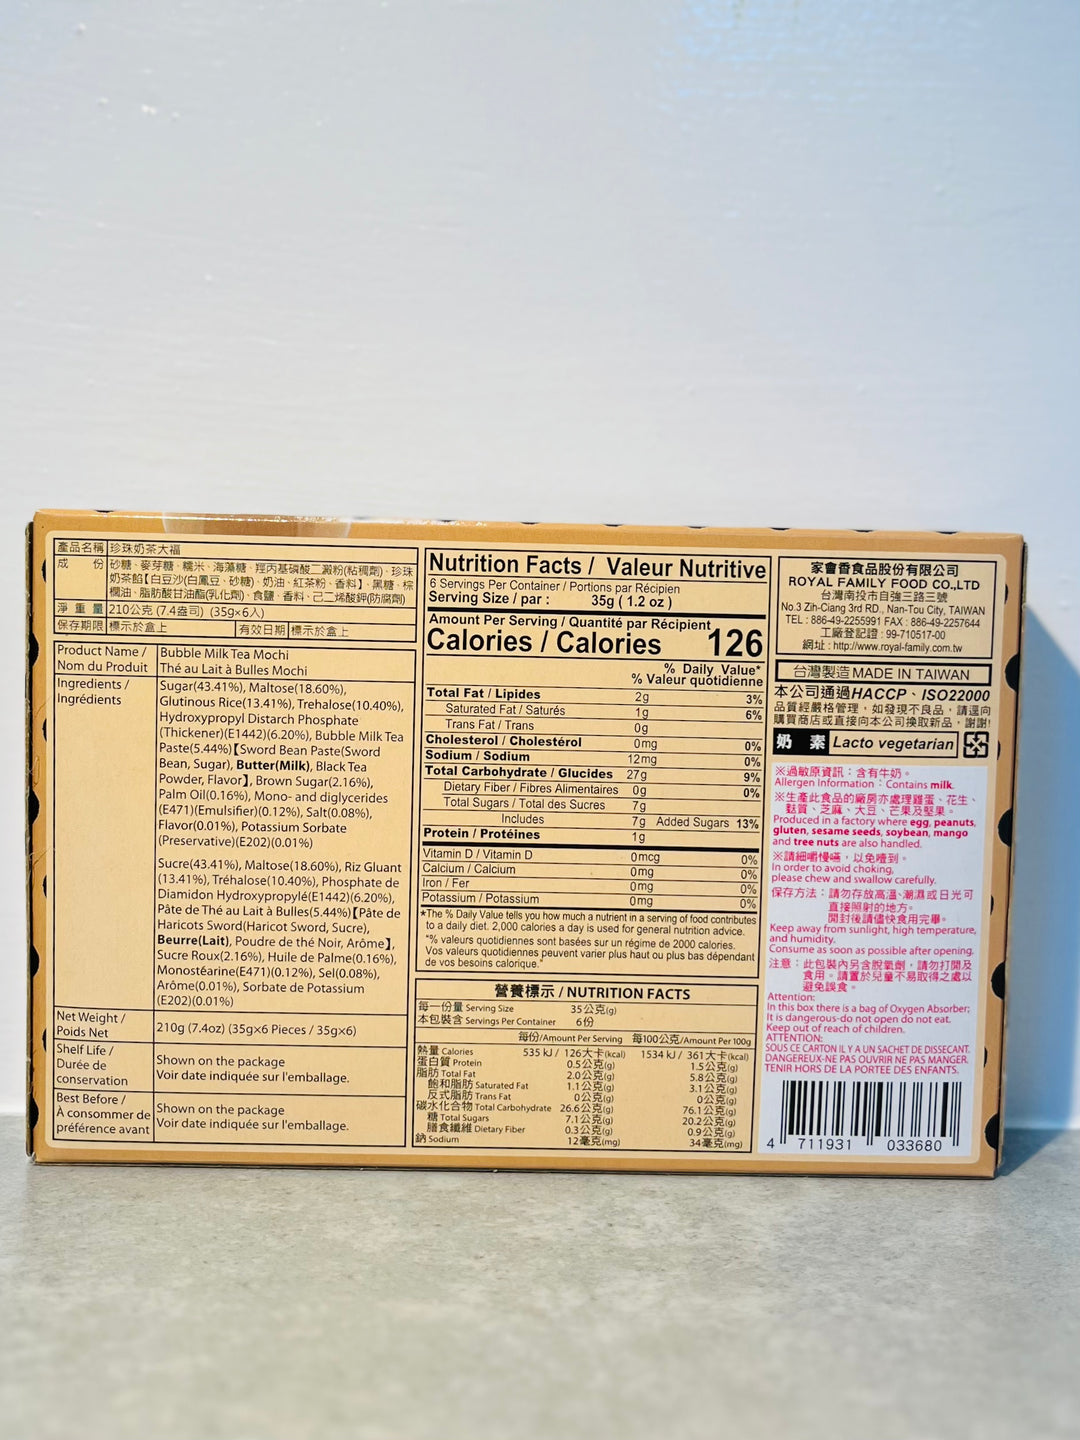 產品名稱 珍珠奶茶大福
成 份 砂糖、麥芽糖、糯米、海藻糖、羥丙基磷酸二澱粉(粘稠劑)、珍珠
奶茶餡【白豆沙(白鳳豆、砂糖)、奶油、紅茶粉、香料】、黑糖、棕
櫚油、脂肪酸甘油酯(乳化劑)、食鹽、香料、己二烯酸鉀(防腐劑)
淨 重 量 210公克 (7.4盎司) (35g×6入)
保存期限 標示於盒上 有效日期 標示於盒上
Product Name / Bubble Milk Tea Mochi
Nom du Produit Thé au Lait à Bulles Mochi
Ingredients / Sugar(43.41%), Maltose(18.60%),
Ingrédients Glutinous Rice(13.41%), Trehalose(10.40%),
Hydroxypropyl Distarch Phosphate
(Thickener)(E1442)(6.20%), Bubble Milk Tea
Paste(5.44%)【Sword Bean Paste(Sword
Bean, Sugar), Butter(Milk), Black Tea
Powder, Flavor】, Brown Sugar(2.16%),
Palm Oil(0.16%), Mono- and diglycerides
(E471)(Emulsifier)(0.12%), Salt(0.08%),
Flavor(0.01%), Potassium Sorbate
(Preservative)(E202)(0.01%)
Sucre(43.41%), Maltose(18.60%), Riz Gluant
(13.41%), Tréhalose(10.40%), Phosphate de
Diamidon Hydroxypropylé(E1442)(6.20%),
Pâte de Thé au Lait à Bulles(5.44%)【Pâte de
Haricots Sword(Haricot Sword, Sucre),
Beurre(Lait), Poudre de thé Noir, Arôme】,
Sucre Roux(2.16%), Huile de Palme(0.16%),
Monostéarine(E471)(0.12%), Sel(0.08%),
Arôme(0.01%), Sorbate de Potassium
(E202)(0.01%)
Net Weight / 210g (7.4oz) (35g×6 Pieces / 35g×6)
Poids Net
Shelf Life / Shown on the package
Durée de Voir date indiquée sur l'emballage.
conservation
Best Before / Shown on the package
À consommer de Voir date indiquée sur l'emballage.
préférence avant
Nutrition Facts / Valeur Nutritive
6 Servings Per Container / Portions par Récipien
Serving Size / par : 35g ( 1.2 oz )
Amount Per Serving / Quantité par Récipient
Calories / Calories 126
% Daily Value*
% Valeur quotidienne
Total Fat / Lipides 2g 3%
Saturated Fat / Saturés 1g 6%
Trans Fat / Trans 0g
Cholesterol / Cholestérol 0mg 0%
Sodium / Sodium 12mg 0%
Total Carbohydrate / Glucides 27g 9%
Dietary Fiber / Fibres Alimentaires 0g 0%
Total Sugars / Total des Sucres 7g
Includes 7g Added Sugars 13%
Protein / Protéines 1g
Vitamin D / Vitamin D 0mcg 0%
Calcium / Calcium 0mg 0%
Iron / Fer 0mg 0%
Potassium / Potassium 0mg 0%
*The % Daily Value tells you how much a nutrient in a serving of food contributes
to a daily diet. 2,000 calories a day is used for general nutrition advice.
"% valeurs quotidiennes sont basées sur un régime de 2000 calories.
Vos valeurs quotidiennes peuvent varier plus haut ou plus bas dépendant
de vos besoins calorique."
營養標示 / NUTRITION FACTS
每一份量 Serving Size 35公克(g)
本包裝含 Servings Per Container 6份
每份/Amount Per Serving 每100公克/Amount Per 100g
熱量 Calories 535 kJ / 126大卡(kcal) 1534 kJ / 361大卡(kcal)
蛋白質 Protein 0.5公克(g) 1.5公克(g)
脂肪 Total Fat 2.0公克(g) 5.8公克(g)
飽和脂肪 Saturated Fat 1.1公克(g) 3.1公克(g)
反式脂肪 Trans Fat 0公克(g) 0公克(g)
碳水化合物 Total Carbohydrate 26.6公克(g) 76.1公克(g)
糖 Total Sugars 7.1公克(g) 20.2公克(g)
膳食纖維 Dietary Fiber 0.3公克(g) 0.9公克(g)
鈉 Sodium 12毫克(mg) 34毫克(mg)
家會香食品股份有限公司
ROYAL FAMILY FOOD CO.,LTD
台灣南投市自強三路三號
No.3 Zih-Ciang 3rd RD., Nan-Tou City, TAIWAN
TEL : 886-49-2255991 FAX : 886-49-2257644
工廠登記證 : 99-710517-00
網址 : http://www.royal-family.com.tw
台灣製造 MADE IN TAIWAN
本公司通過HACCP、ISO22000
品質經嚴格管理，如發現不良品，請逕向
購買商店或直接向本公司換取新品，謝謝!
奶 素 Lacto vegetarian
※過敏原資訊：含有牛奶。
Allergen Information : Contains milk.
※生產此食品的廠房亦處理雞蛋、花生、
麩質、芝麻、大豆、芒果及堅果。
Produced in a factory where egg, peanuts,
gluten, sesame seeds, soybean, mango
and tree nuts are also handled.
※請細嚼慢嚥，以免噎到。
In order to avoid choking,
please chew and swallow carefully.
保存方法：請勿存放高溫、潮濕或日光可
直接照射的地方。
開封後請儘快食用完畢。
Keep away from sunlight, high temperature,
and humidity.
Consume as soon as possible after opening.
注意：此包裝內另含脫氧劑，請勿打開及
食用。請置於兒童不易取得之處以
避免誤食。
Attention:
In this box there is a bag of Oxygen Absorber;
It is dangerous-do not open do not eat.
Keep out of reach of children.
ATTENTION:
SOUS CE CARTON IL Y A UN SACHET DE DISSECANT.
DANGEREUX-NE PAS OUVRIR NE PAS MANGER.
TENIR HORS DE LA PORTEE DES ENFANTS.
4 711931 033680